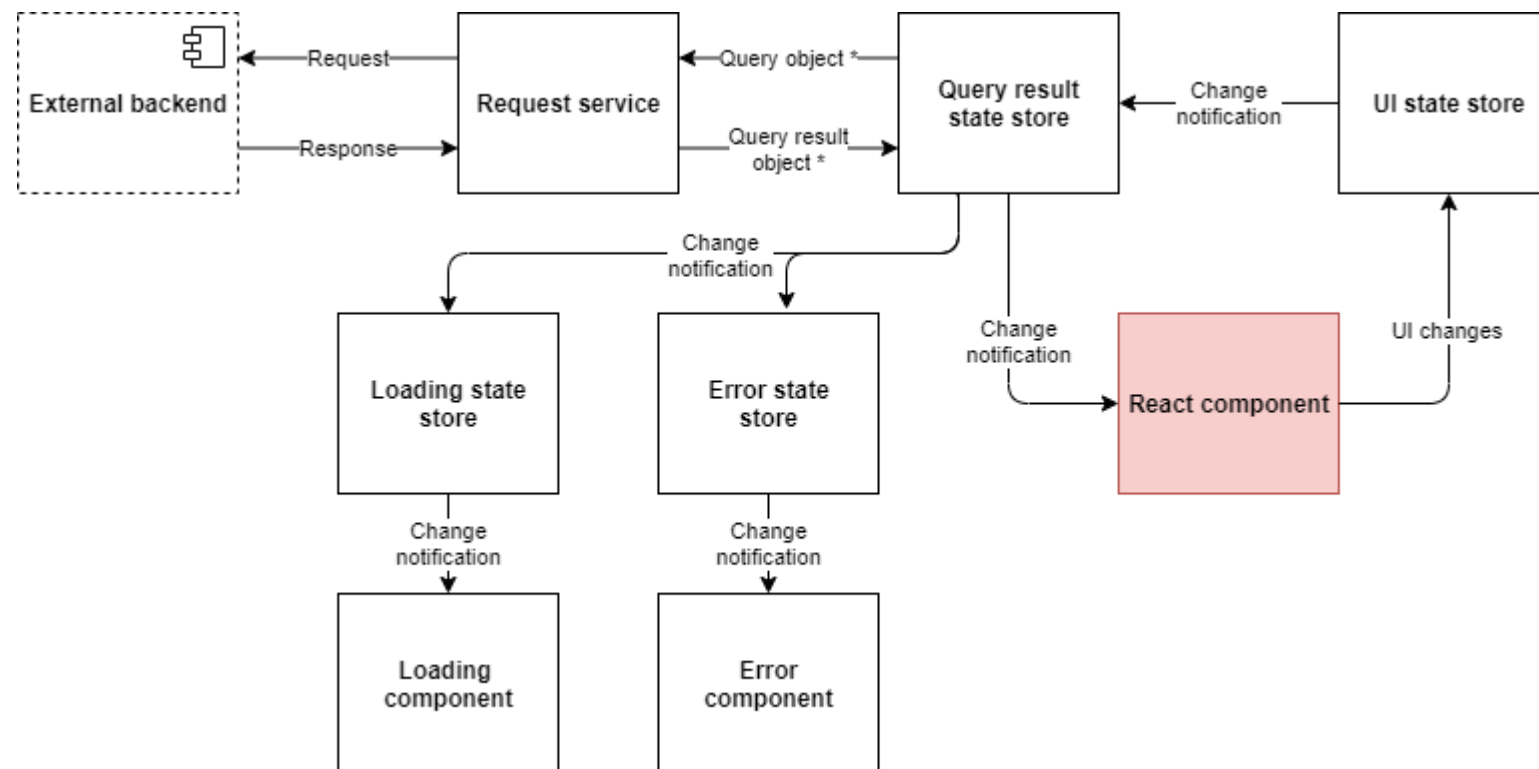 External backend
Request
Response
Request service
Query object *
Query result
object *
Query result
state store
Change
notification
UI state store
Change
notification
Change
notification
UI changes
Loading state
store
Error state
store
React component
Change
notification
Change
notification
Loading
component
Error
component